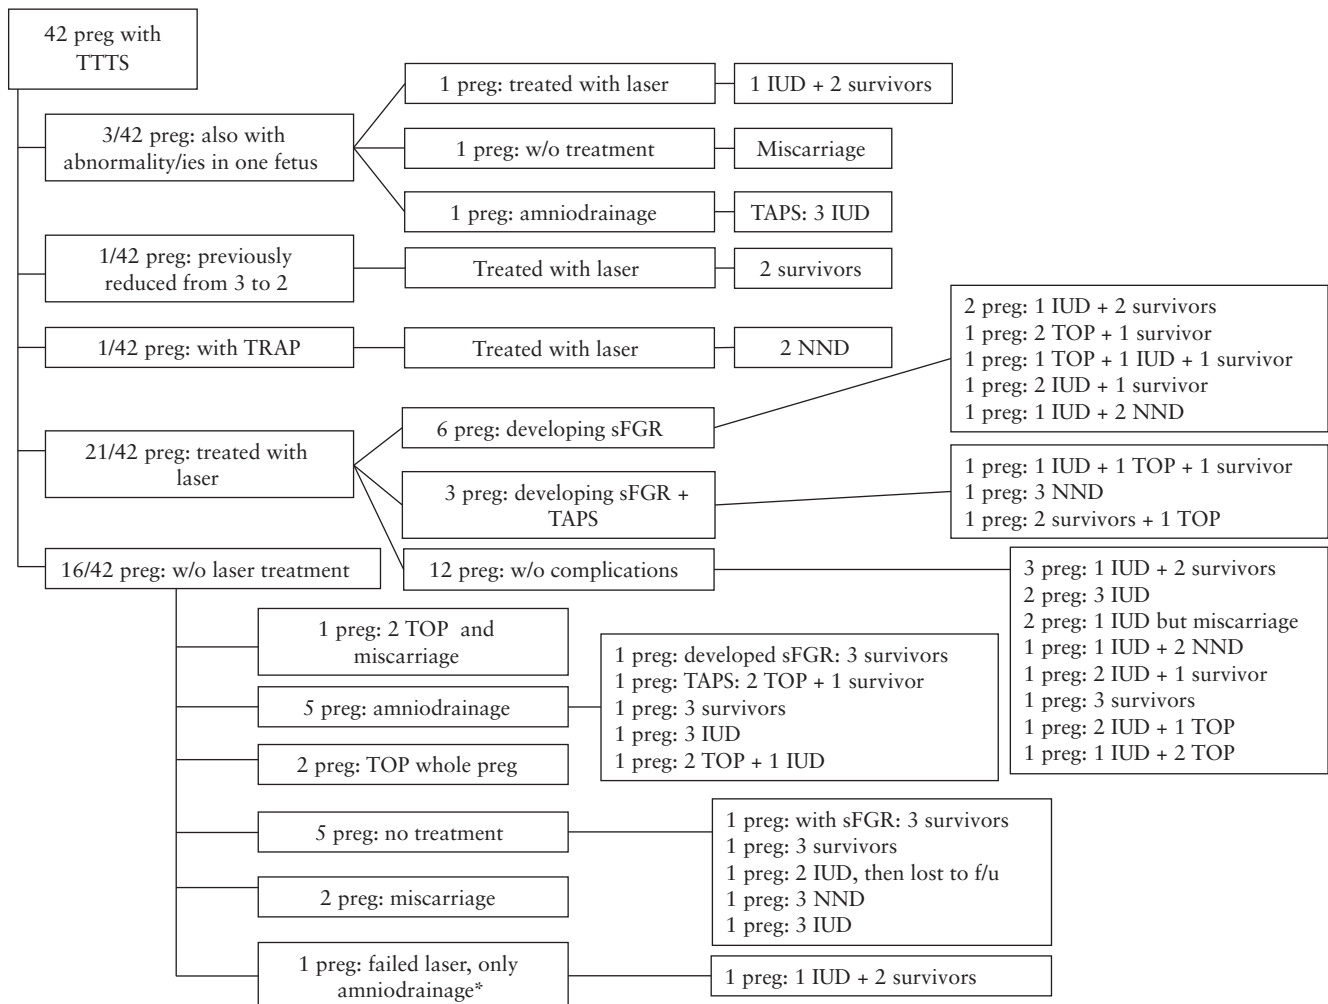 42 preg with
TTTS
3/42 preg: also with
abnormality/ies in one fetus
1 preg: treated with laser
1 IUD + 2 survivors
1 preg: w/o treatment
Miscarriage
1 preg: amniodrainage
TAPS: 3 IUD
1/42 preg: previously
reduced from 3 to 2
Treated with laser
2 survivors
1/42 preg: with TRAP
Treated with laser
2 NND
21/42 preg: treated with
laser
6 preg: developing sFGR
2 preg: 1 IUD + 2 survivors
1 preg: 2 TOP + 1 survivor
1 preg: 1 TOP + 1 IUD + 1 survivor
1 preg: 2 IUD + 1 survivor
1 preg: 1 IUD + 2 NND
3 preg: developing sFGR +
TAPS
1 preg: 1 IUD + 1 TOP + 1 survivor
1 preg: 3 NND
1 preg: 2 survivors + 1 TOP
12 preg: w/o complications
3 preg: 1 IUD + 2 survivors
2 preg: 3 IUD
2 preg: 1 IUD but miscarriage
1 preg: 1 IUD + 2 NND
1 preg: 2 IUD + 1 survivor
1 preg: 3 survivors
1 preg: 2 IUD + 1 TOP
1 preg: 1 IUD + 2 TOP
16/42 preg: w/o laser treatment
1 preg: 2 TOP and
miscarriage
5 preg: amniodrainage
1 preg: developed sFGR: 3 survivors
1 preg: TAPS: 2 TOP + 1 survivor
1 preg: 3 survivors
1 preg: 3 IUD
1 preg: 2 TOP + 1 IUD
2 preg: TOP whole preg
5 preg: no treatment
1 preg: with sFGR: 3 survivors
1 preg: 3 survivors
1 preg: 2 IUD, then lost to f/u
1 preg: 3 NND
1 preg: 3 IUD
2 preg: miscarriage
1 preg: failed laser, only
amniodrainage*
1 preg: 1 IUD + 2 survivors